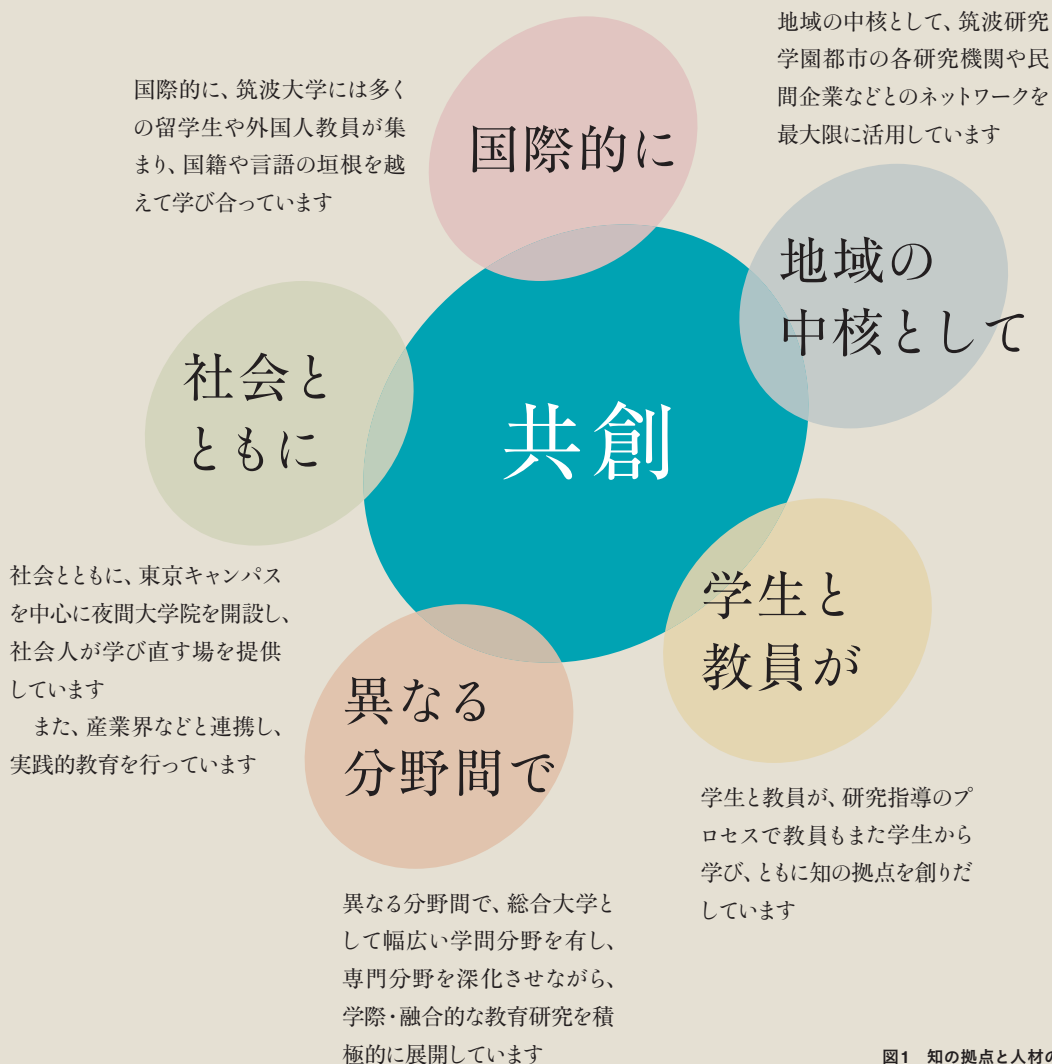 国際的に、筑波大学には多く
の留学生や外国人教員が集
まり、国籍や言語の垣根を越
えて学び合っています
国際的に
地域の中核として、筑波研究
学園都市の各研究機関や民
間企業などとのネットワークを
最大限に活用しています
地域の
中核として
社会と
ともに
共創
社会とともに、東京キャンパス
を中心に夜間大学院を開設し、
社会人が学び直す場を提供
しています
　また、産業界などと連携し、
実践的教育を行っています
異なる
分野間で
学生と
教員が
学生と教員が、研究指導のプ
ロセスで教員もまた学生から
学び、ともに知の拠点を創りだ
しています
異なる分野間で、総合大学と
して幅広い学問分野を有し、
専門分野を深化させながら、
学際・融合的な教育研究を積
極的に展開しています
図1　知の拠点と人材の